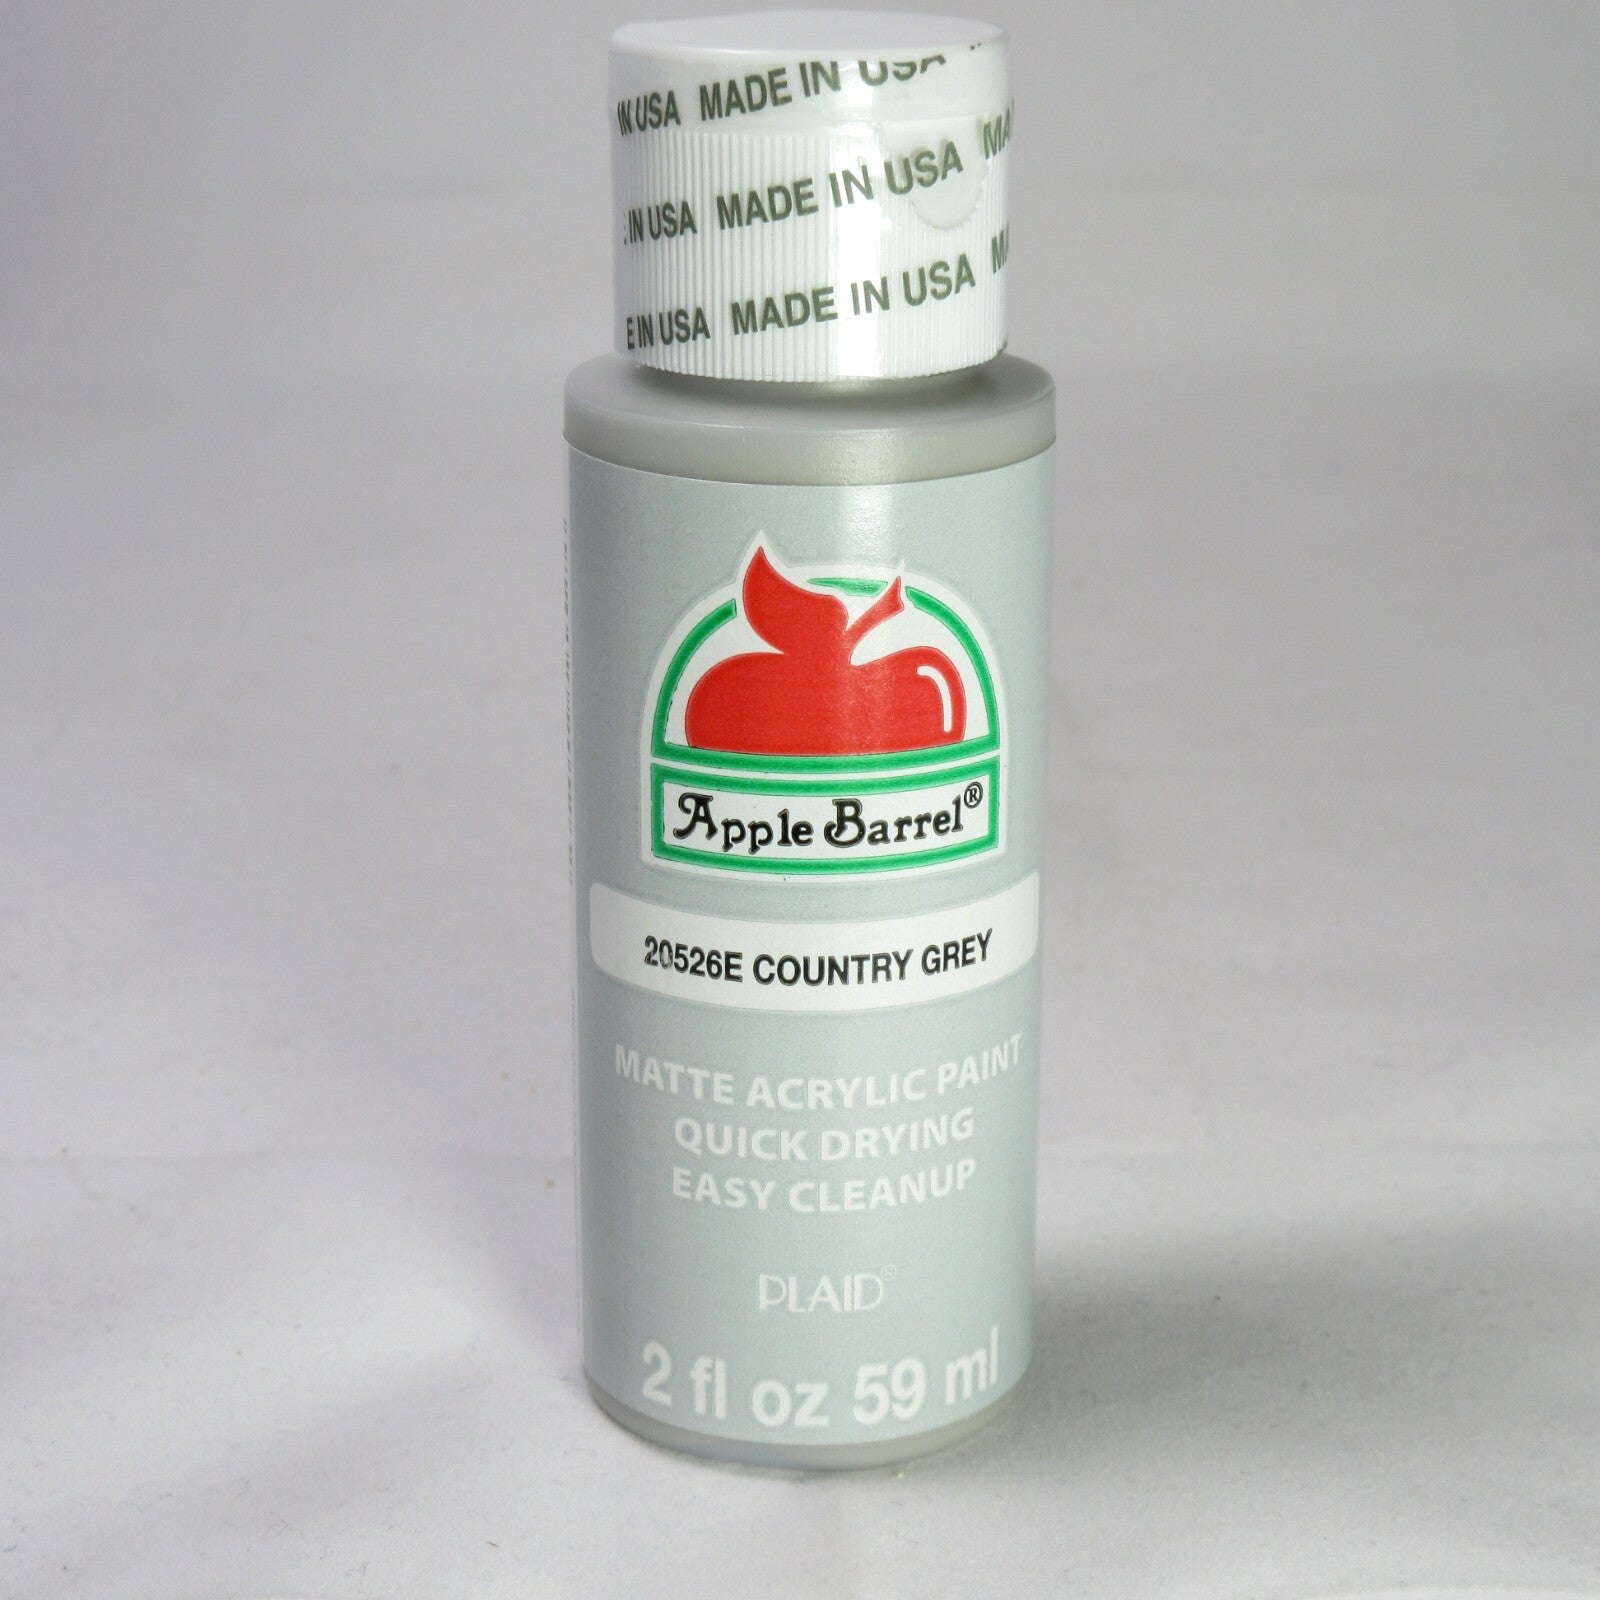 IN USA MADE IN USA
IN USA MADE IN USA
E IN USA MADE IN USA
Apple Barrel®
20526E COUNTRY GREY
MATTE ACRYLIC PAINT
QUICK DRYING
EASY CLEANUP
PLAID®
2 fl oz 59 ml